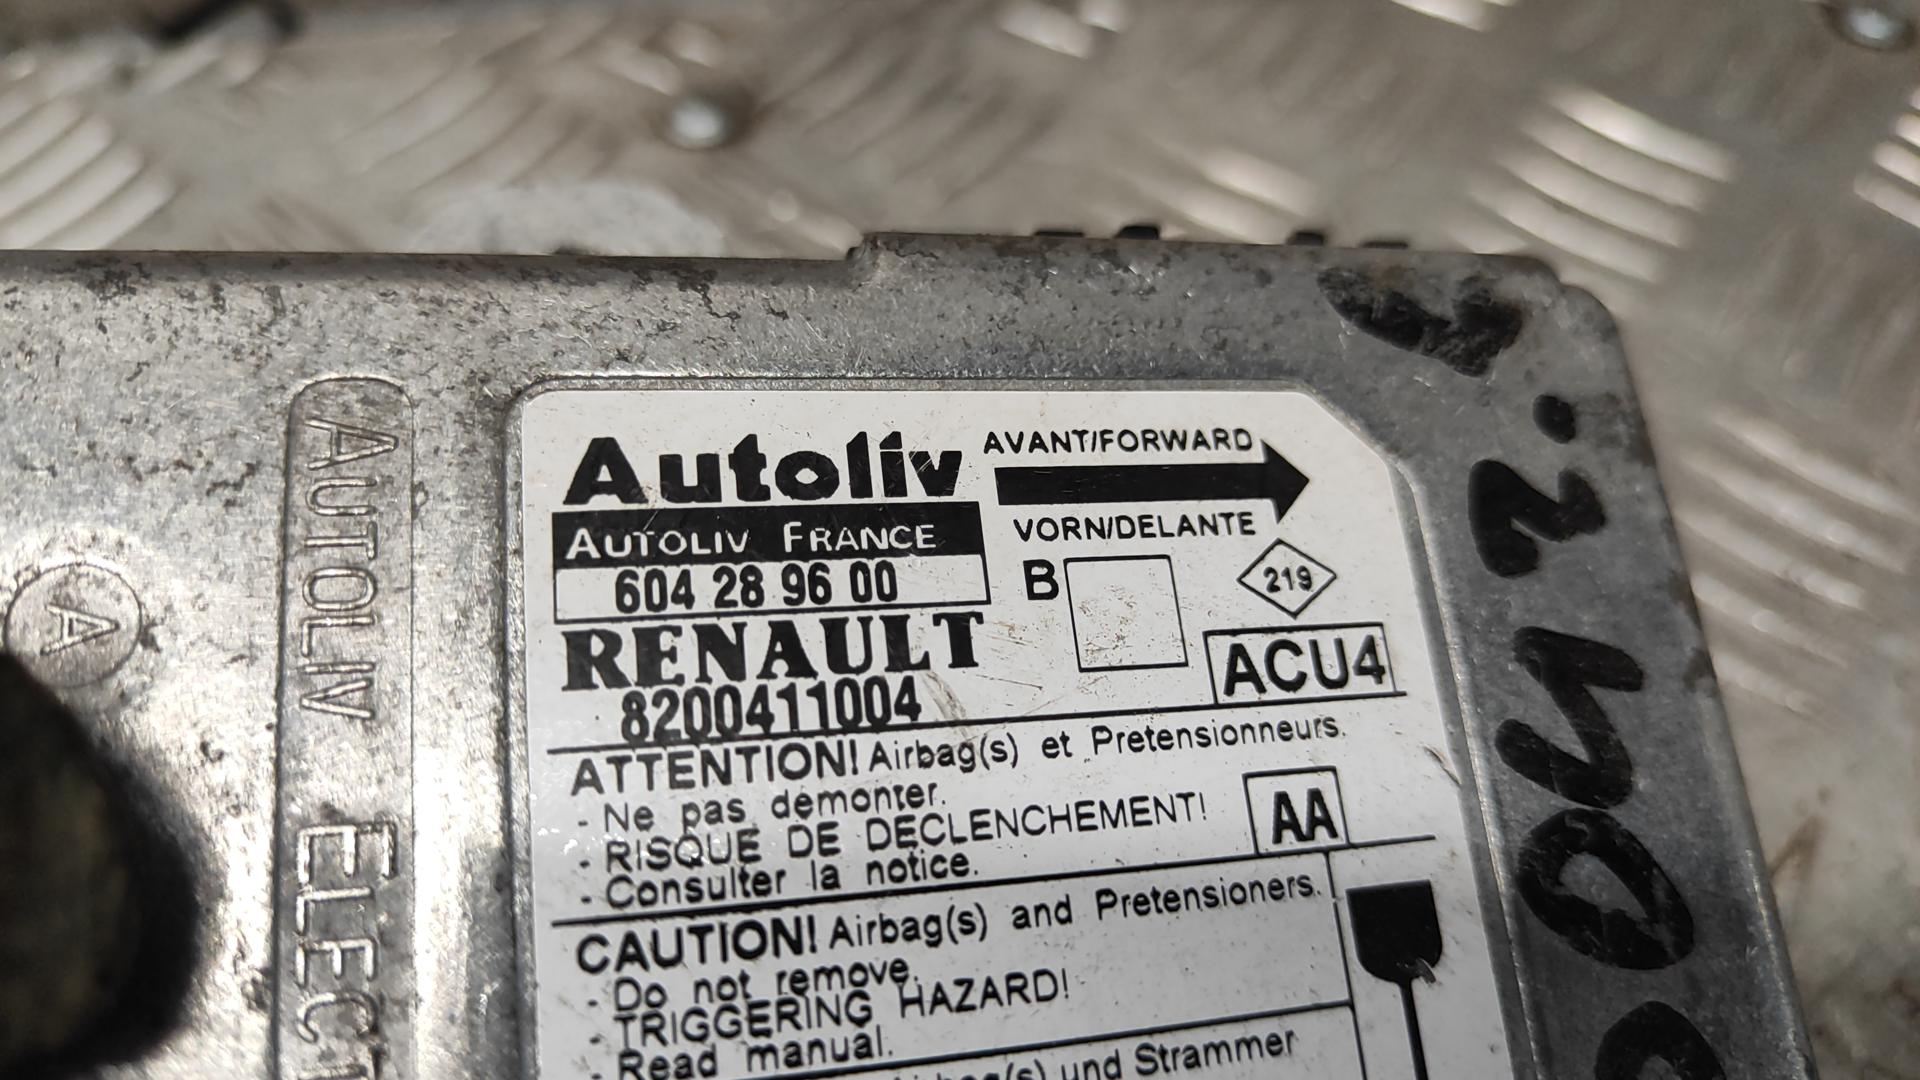 Autoliv
AVANT/FORWARD
AUTOLIV FRANCE
VORN/DELANTE
604 28 96 00
B
219
RENAULT
ACU4
8200411004
ATTENTION! Airbag(s) et Pretensionneurs.
- Ne pas demonter.
- RISQUE DE DECLENCHEMENT!
AA
- Consulter la notice.
CAUTION! Airbag(s) and Pretensioners.
- Do not remove.
- TRIGGERING HAZARD!
- Read manual.
und Strammer
A
AUTOLIV ELECT